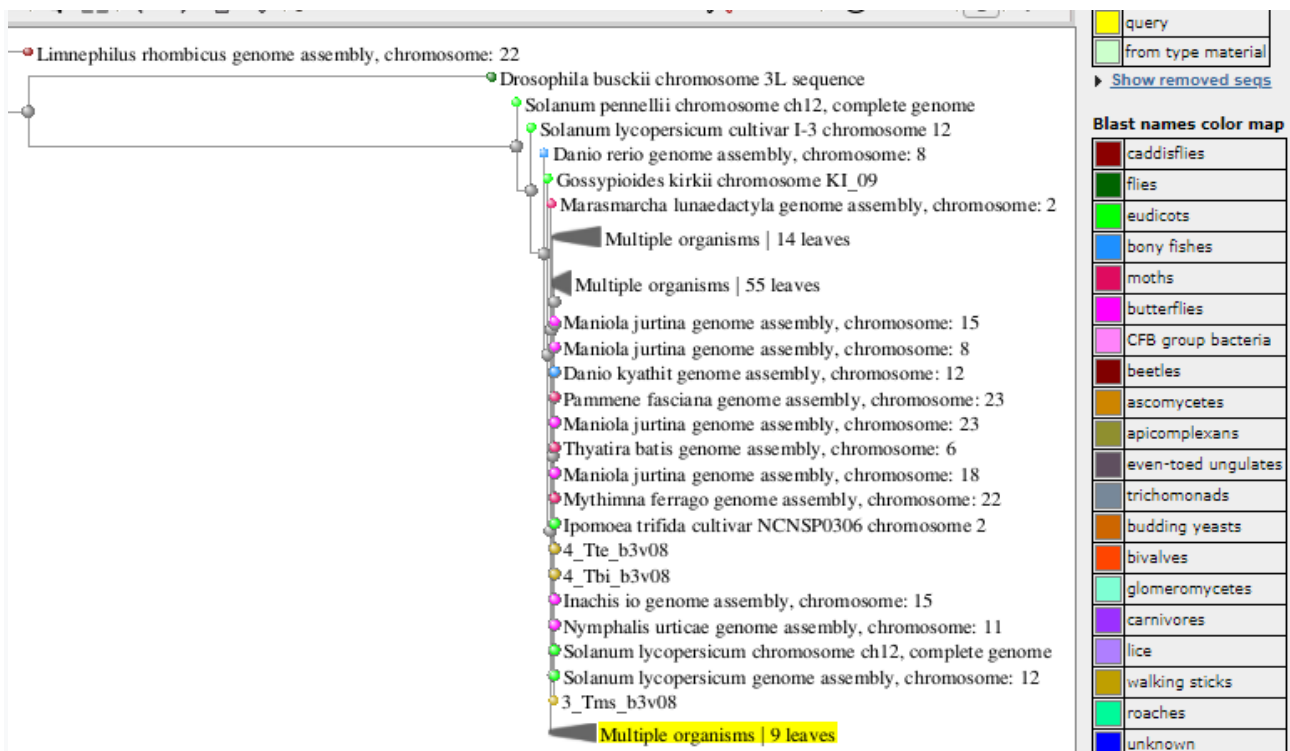 Limnephilus rhombicus genome assembly, chromosome: 22
Drosophila busckii chromosome 3L sequence
Solanum pennellii chromosome ch12, complete genome
Solanum lycopersicum cultivar I-3 chromosome 12
Danio rerio genome assembly, chromosome: 8
Gossypioides kirkii chromosome KI_09
Marasmarcha lunaedactyla genome assembly, chromosome: 2
Multiple organisms | 14 leaves
Multiple organisms | 55 leaves
Maniola jurtina genome assembly, chromosome: 15
Maniola jurtina genome assembly, chromosome: 8
Danio kyathit genome assembly, chromosome: 12
Pammene fasciana genome assembly, chromosome: 23
Maniola jurtina genome assembly, chromosome: 23
Thyatira batis genome assembly, chromosome: 6
Maniola jurtina genome assembly, chromosome: 18
Mythimna ferrago genome assembly, chromosome: 22
Ipomoea trifida cultivar NCNSP0306 chromosome 2
4_Tte_b3v08
4_Tbi_b3v08
Inachis io genome assembly, chromosome: 15
Nymphalis urticae genome assembly, chromosome: 11
Solanum lycopersicum chromosome ch12, complete genome
Solanum lycopersicum genome assembly, chromosome: 12
3_Tms_b3v08
Multiple organisms | 9 leaves
query
from type material
Show removed seqs
Blast names color map
caddisflies
flies
eudicots
bony fishes
moths
butterflies
CFB group bacteria
beetles
ascomycetes
apicomplexans
even-toed ungulates
trichomonads
budding yeasts
bivalves
glomeromycetes
carnivores
lice
walking sticks
roaches
unknown